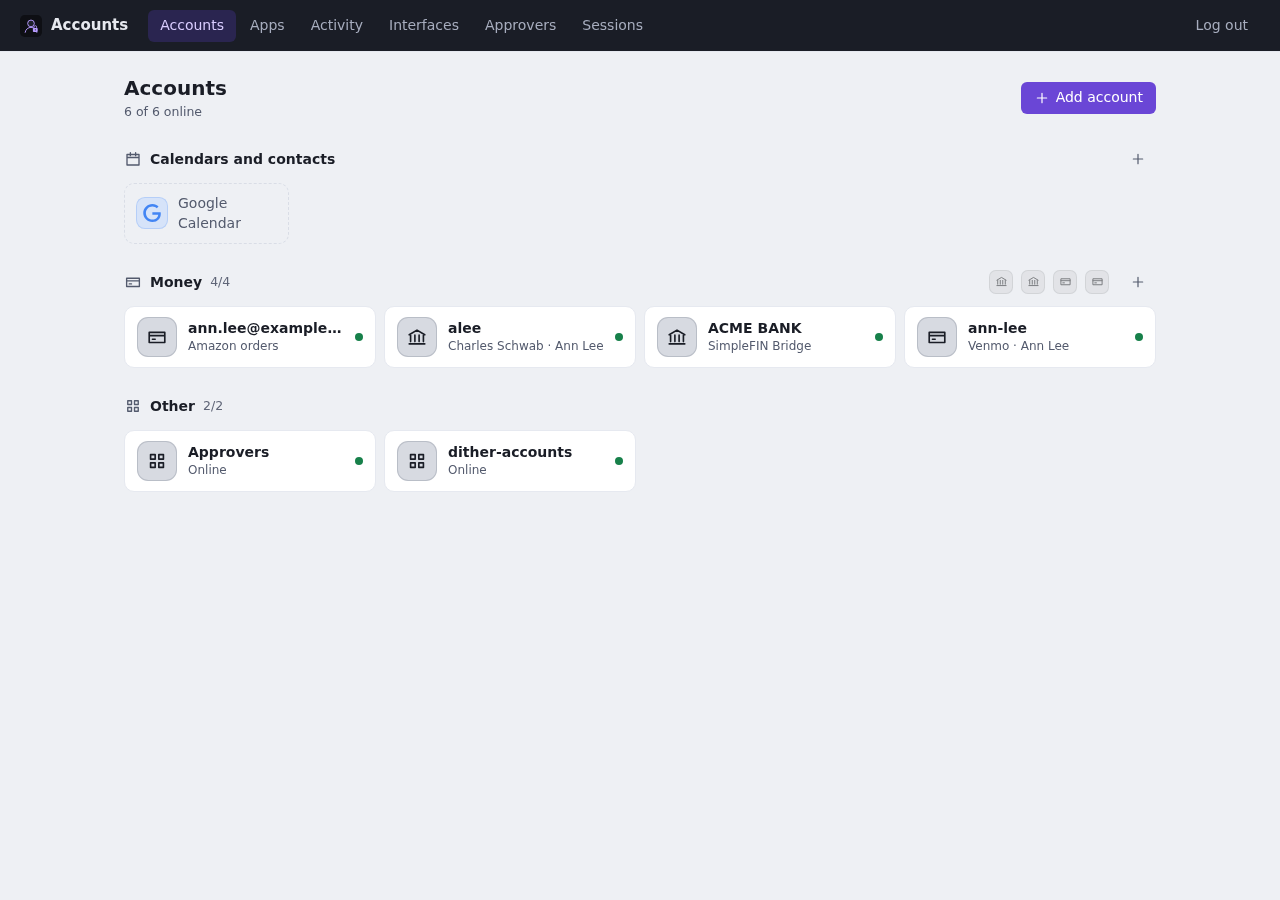 Accounts
Accounts
Apps
Activity
Interfaces
Approvers
Sessions
Log out
Accounts
6 of 6 online
Add account
Calendars and contacts
Google
Calendar
Money 4/4
ann.lee@example…
Amazon orders
alee
Charles Schwab · Ann Lee
ACME BANK
SimpleFIN Bridge
ann-lee
Venmo · Ann Lee
Other 2/2
Approvers
Online
dither-accounts
Online